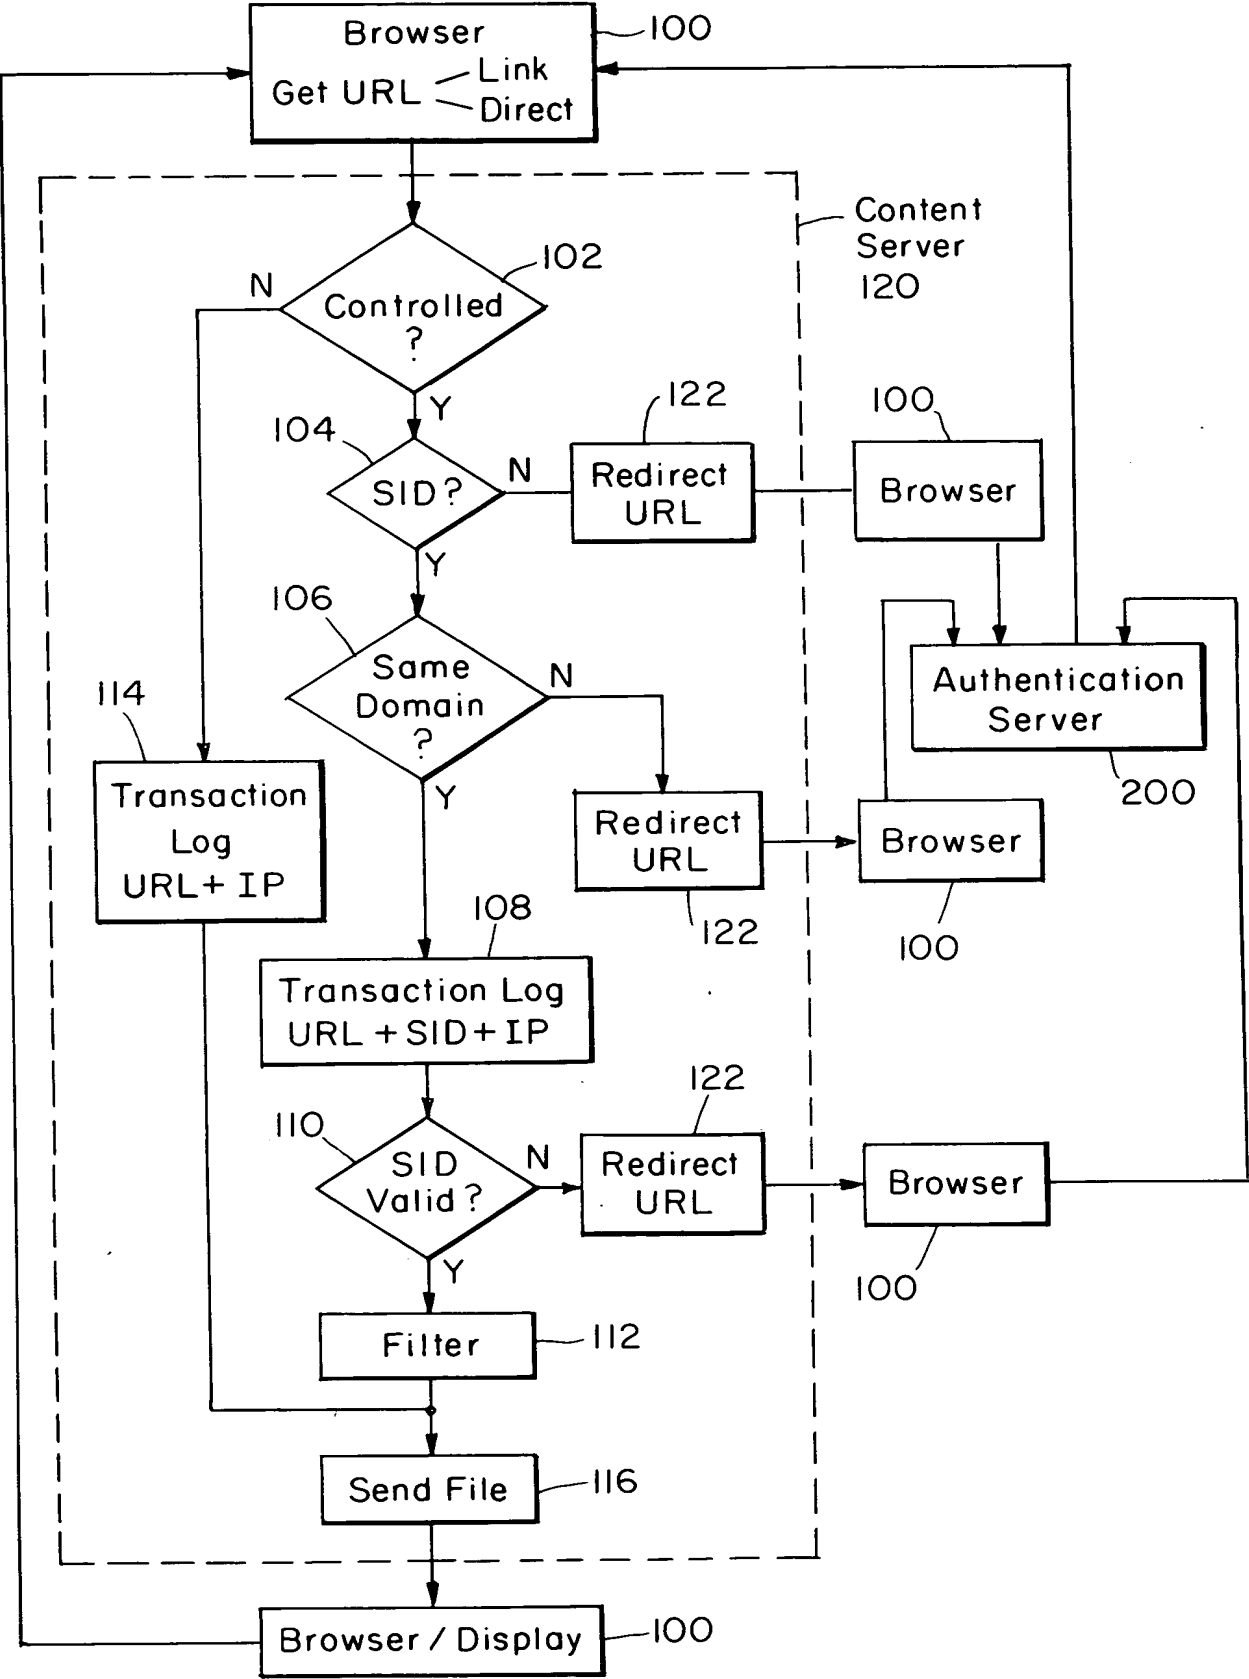 Browser
100
Get URL
Link
Direct
Content
Server
120
102
N
Controlled
?
Y
104
122
100
SID?
N
Redirect
URL
Browser
Y
106
Same
Domain
?
N
Authentication
Server
114
200
Y
Transaction
Log
URL+ IP
Redirect
URL
Browser
108
122
100
Transaction Log
URL + SID + IP
122
110
SID
Valid?
N
Redirect
URL
Browser
Y
100
Filter
112
Send File
116
Browser / Display
100